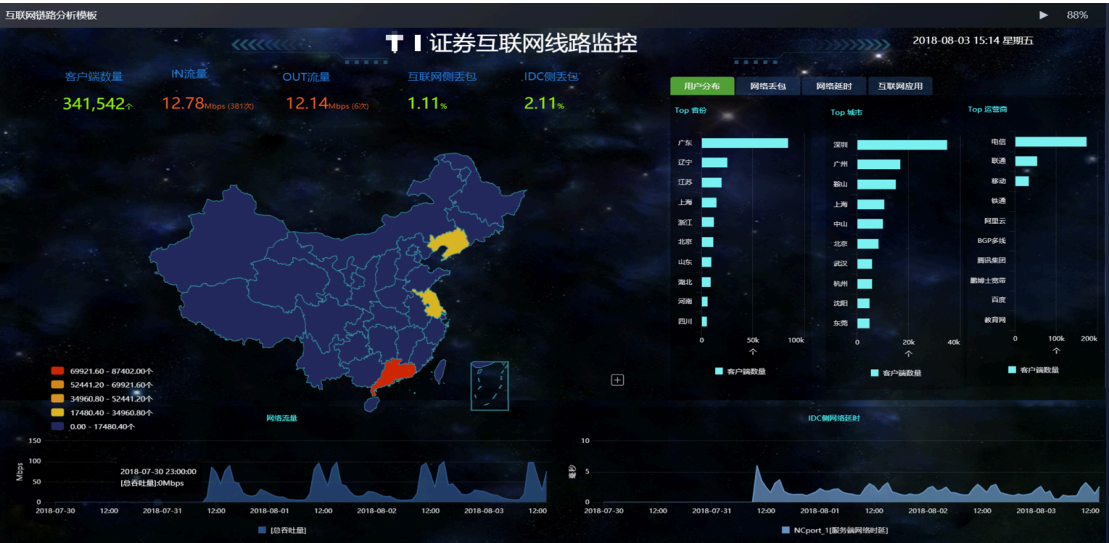 互联网链路分析模板
88%
T I 证券互联网线路监控
2018-08-03 15:14 星期五
客户端数量
IN流量
OUT流量
互联网侧丢包
IDC侧丢包
341,542个
12.78Mbps (381次)
12.14Mbps (6次)
1.11%
2.11%
用户分布
网络丢包
网络延时
互联网应用
Top 省份
广东
辽宁
江苏
上海
浙江
北京
山东
湖北
河南
四川
0
50k
100k
个
客户端数量
Top 城市
深圳
广州
鞍山
上海
中山
北京
武汉
杭州
沈阳
东莞
0
20k
40k
个
客户端数量
Top 运营商
电信
联通
移动
铁通
阿里云
BGP多线
腾讯集团
鹏博士宽带
百度
教育网
0
100k
200k
个
客户端数量
69921.60 - 87402.00个
52441.20 - 69921.60个
34960.80 - 52441.20个
17480.40 - 34960.80个
0.00 - 17480.40个
网络流量
150
100
50
0
Mbps
2018-07-30 23:00:00
[总吞吐量]:0Mbps
2018-07-30
12:00
2018-07-31
12:00
2018-08-01
12:00
2018-08-02
12:00
2018-08-03
12:00
[总吞吐量]
IDC侧网络延时
10
5
0
毫秒
2018-07-30
12:00
2018-07-31
12:00
2018-08-01
12:00
2018-08-02
12:00
2018-08-03
12:00
NCport_1[服务端网络时延]